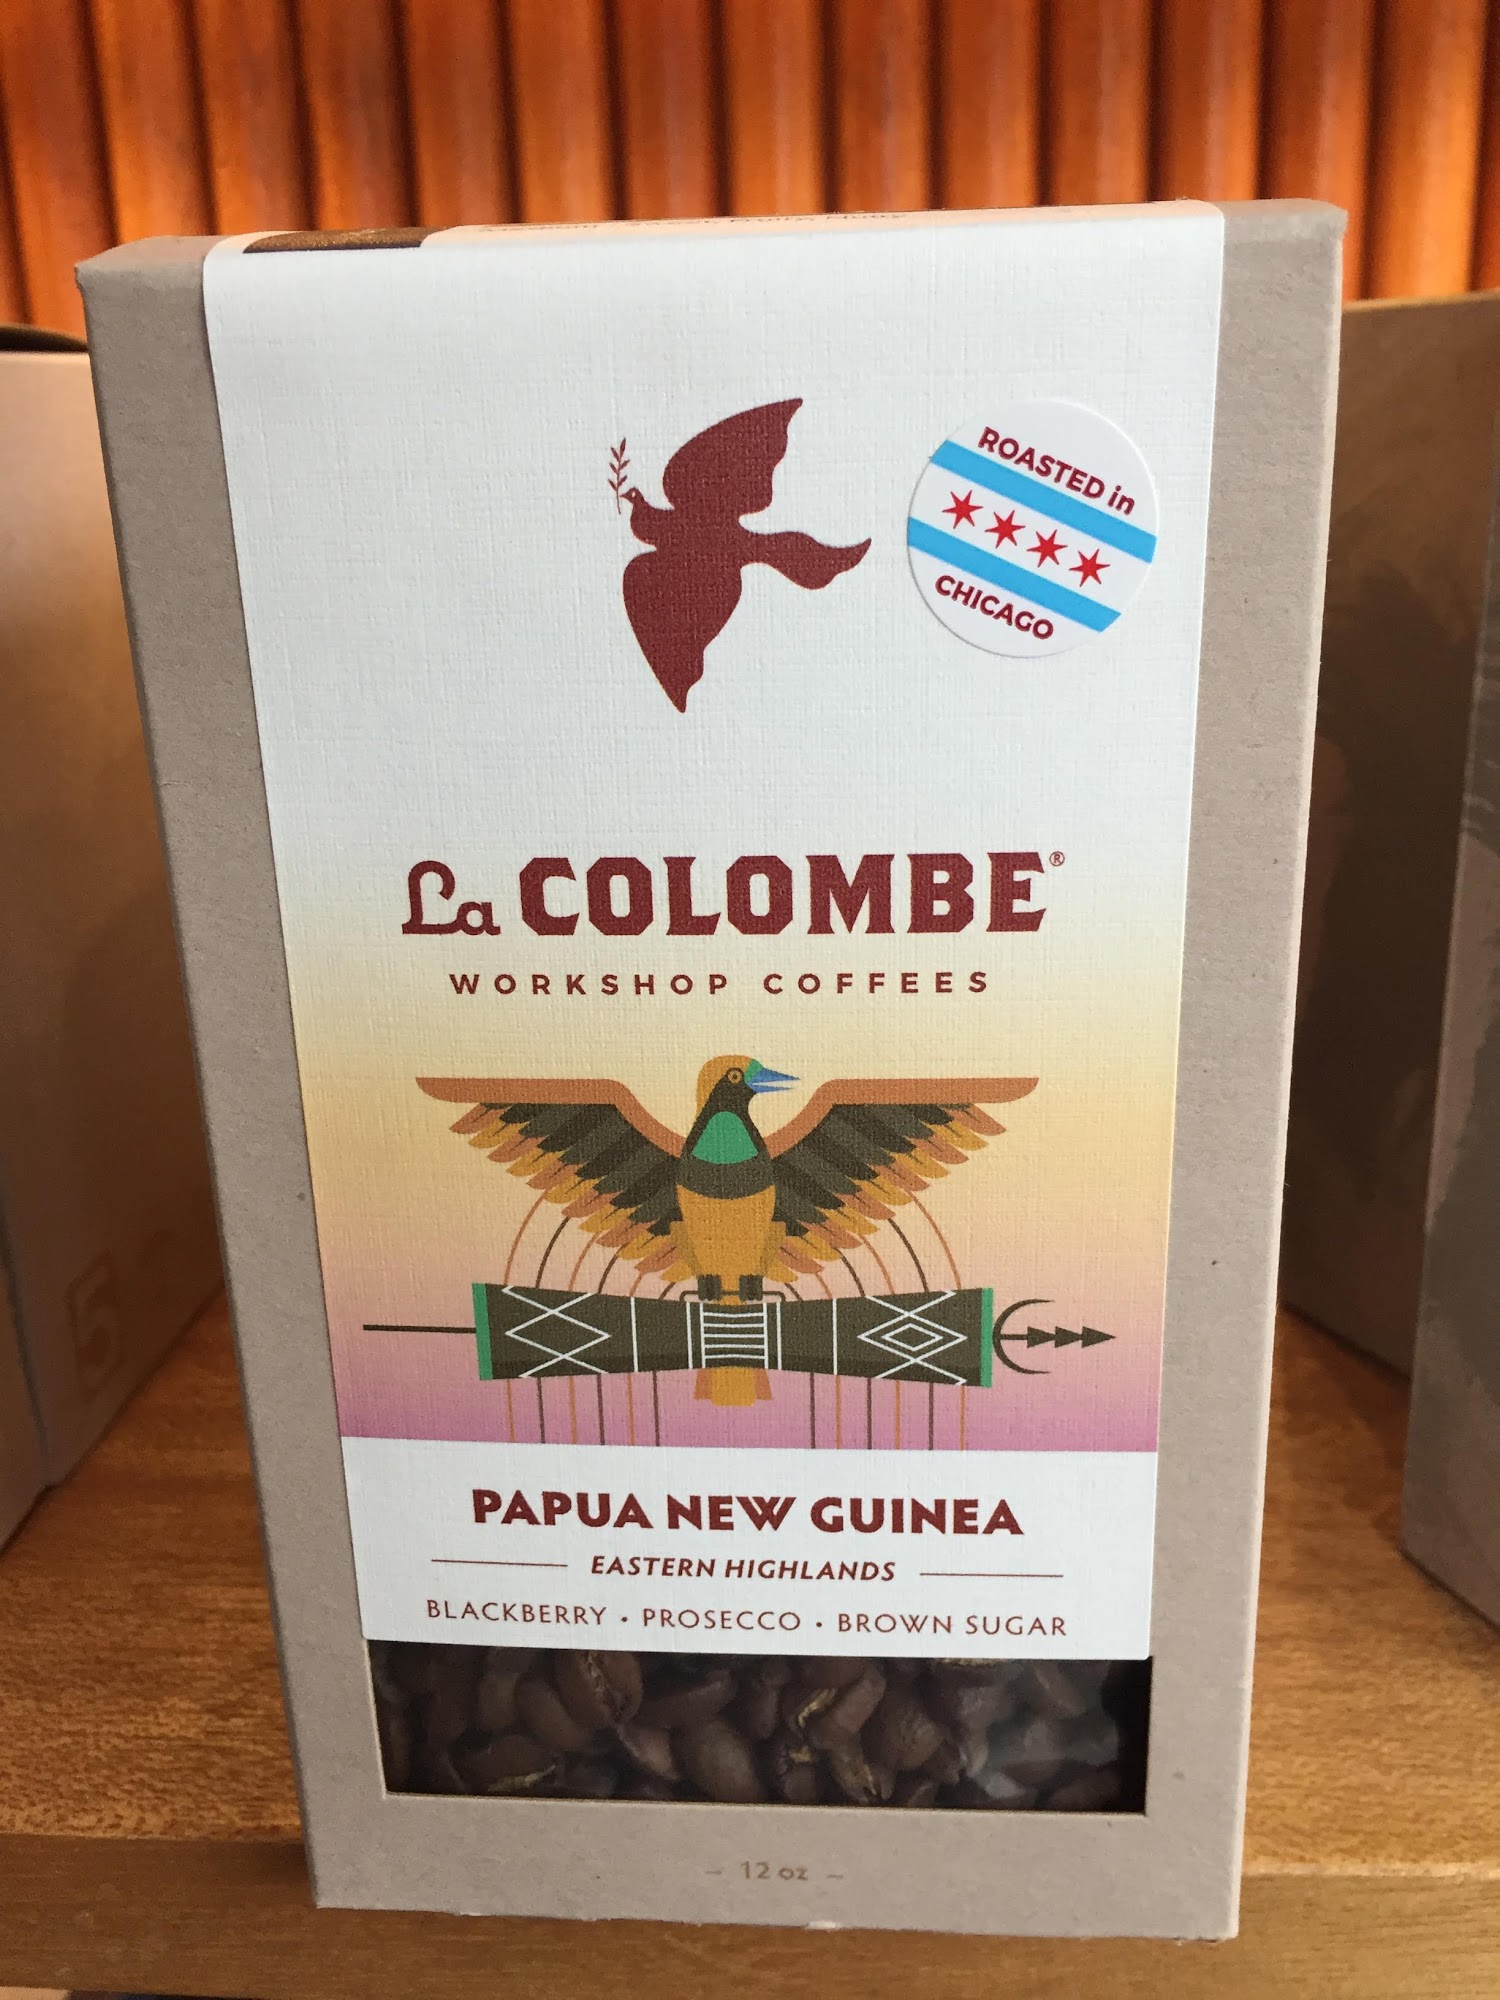 ROASTED in
CHICAGO
La COLOMBE®
WORKSHOP COFFEES
PAPUA NEW GUINEA
EASTERN HIGHLANDS
BLACKBERRY • PROSECCO • BROWN SUGAR
– 12 oz –